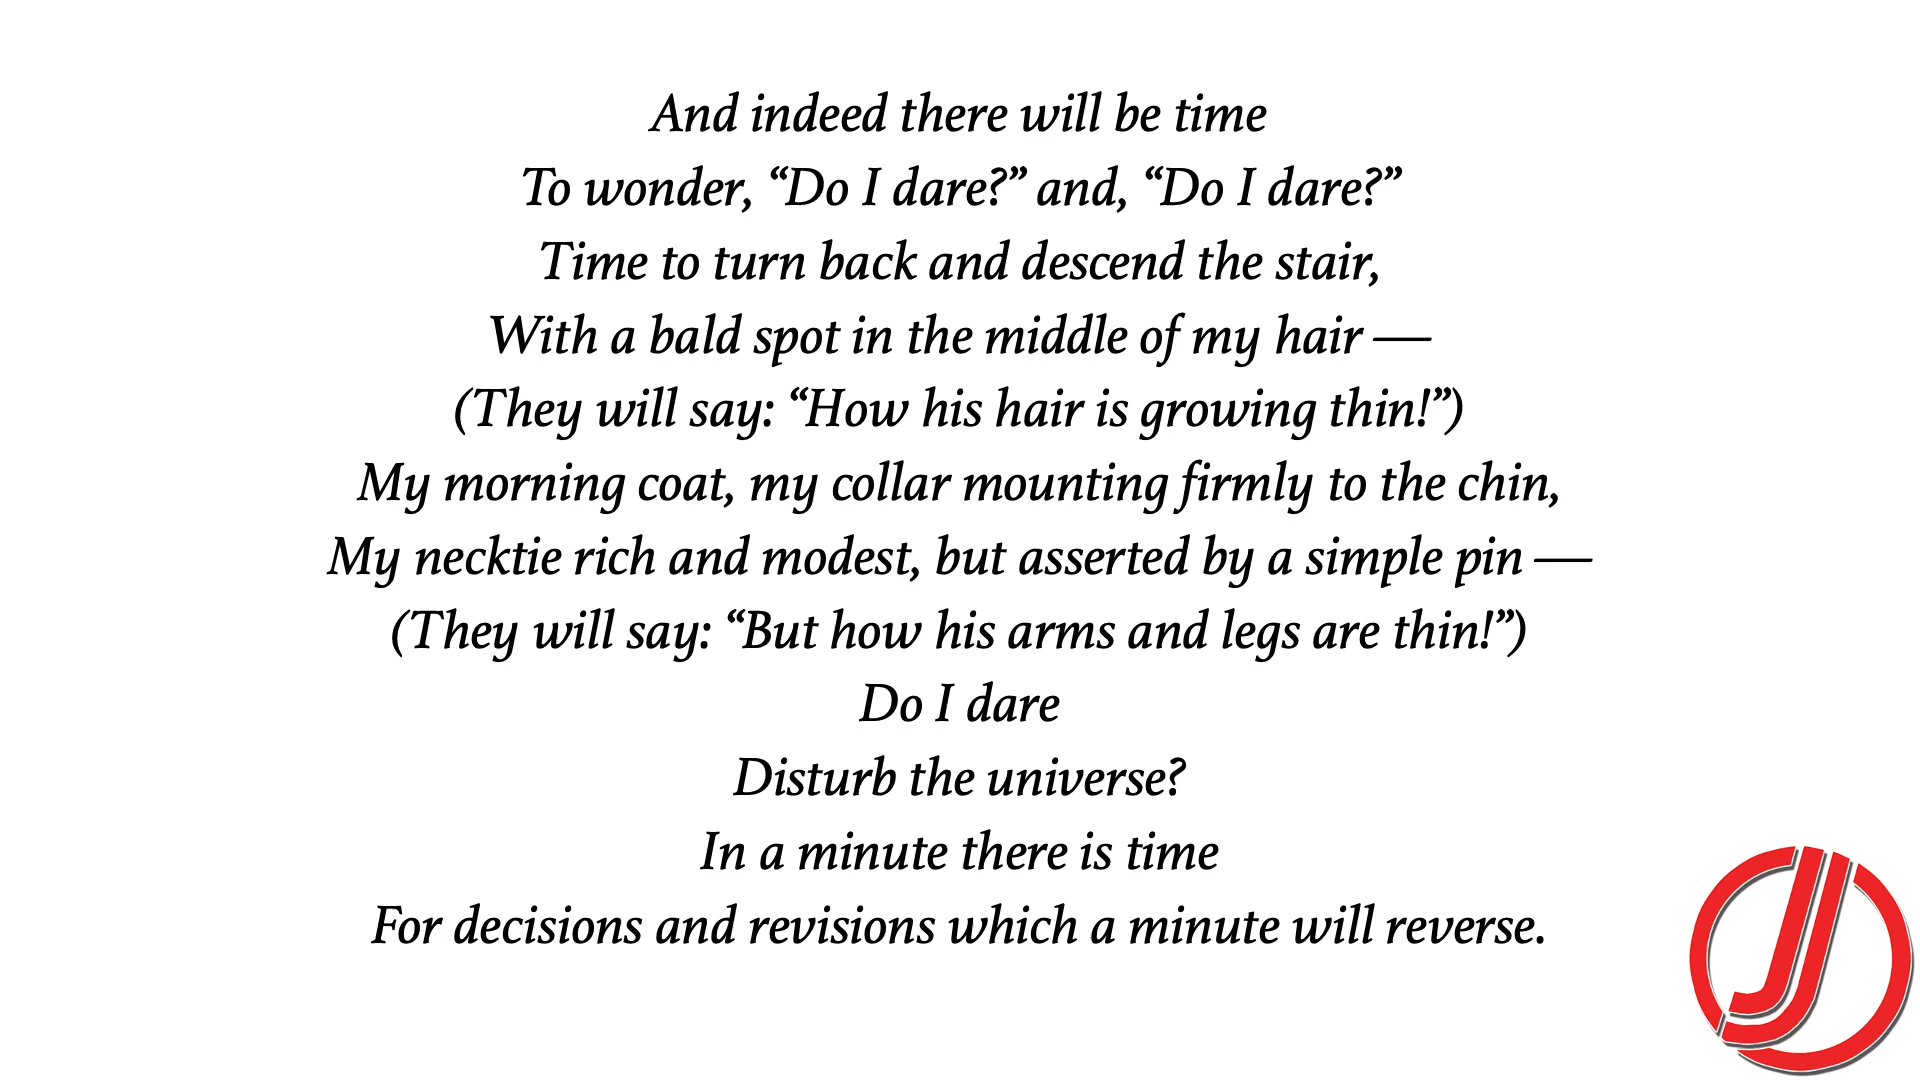 And indeed there will be time
To wonder, “Do I dare?” and, “Do I dare?”
Time to turn back and descend the stair,
With a bald spot in the middle of my hair —
(They will say: “How his hair is growing thin!”)
My morning coat, my collar mounting firmly to the chin,
My necktie rich and modest, but asserted by a simple pin —
(They will say: “But how his arms and legs are thin!”)
Do I dare
Disturb the universe?
In a minute there is time
For decisions and revisions which a minute will reverse.